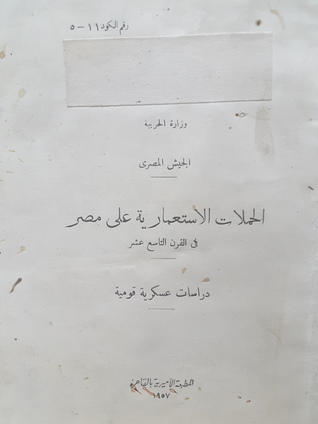 رقم الكود ١١ - ٥
وزارة الحربية
الجيش المصرى
الحملات الاستعمارية على مصر
فى القرن التاسع عشر
دراسات عسكرية قومية
المطبعة الأميرية بالقاهرة
١٩٥٧